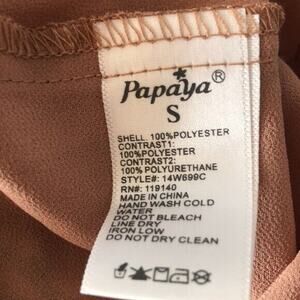 Papaya®
S
SHELL. 100%POLYESTER
CONTRAST1:
100%POLYESTER
CONTRAST2:
100% POLYURETHANE
STYLE#: 14W699C
RN#: 119140
MADE IN CHINA
HAND WASH COLD
WATER
DO NOT BLEACH
LINE DRY
IRON LOW
DO NOT DRY CLEAN